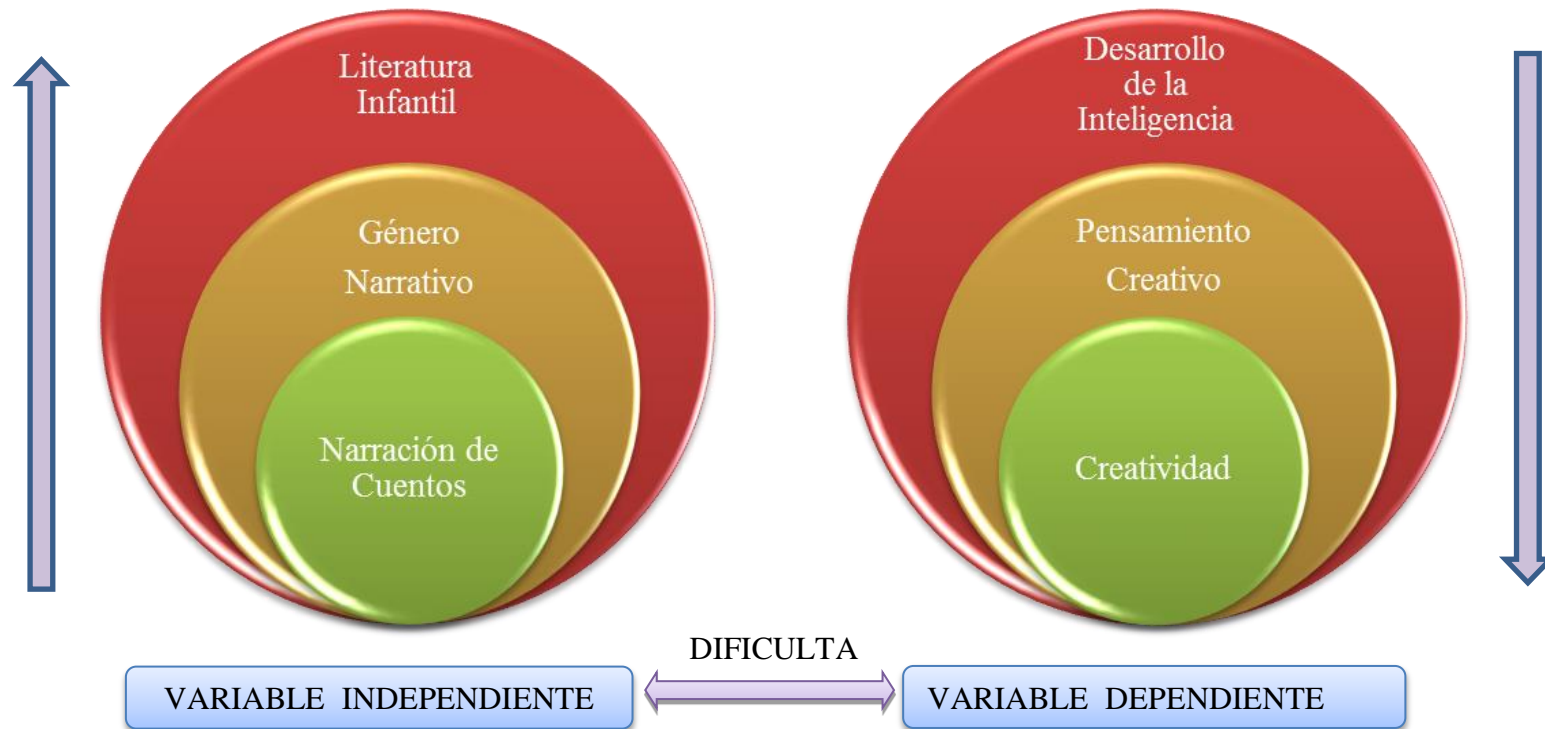 Literatura
Infantil
Género
Narrativo
Narración de
Cuentos
Desarrollo
de la
Inteligencia
Pensamiento
Creativo
Creatividad
DIFICULTA
VARIABLE INDEPENDIENTE
VARIABLE DEPENDIENTE